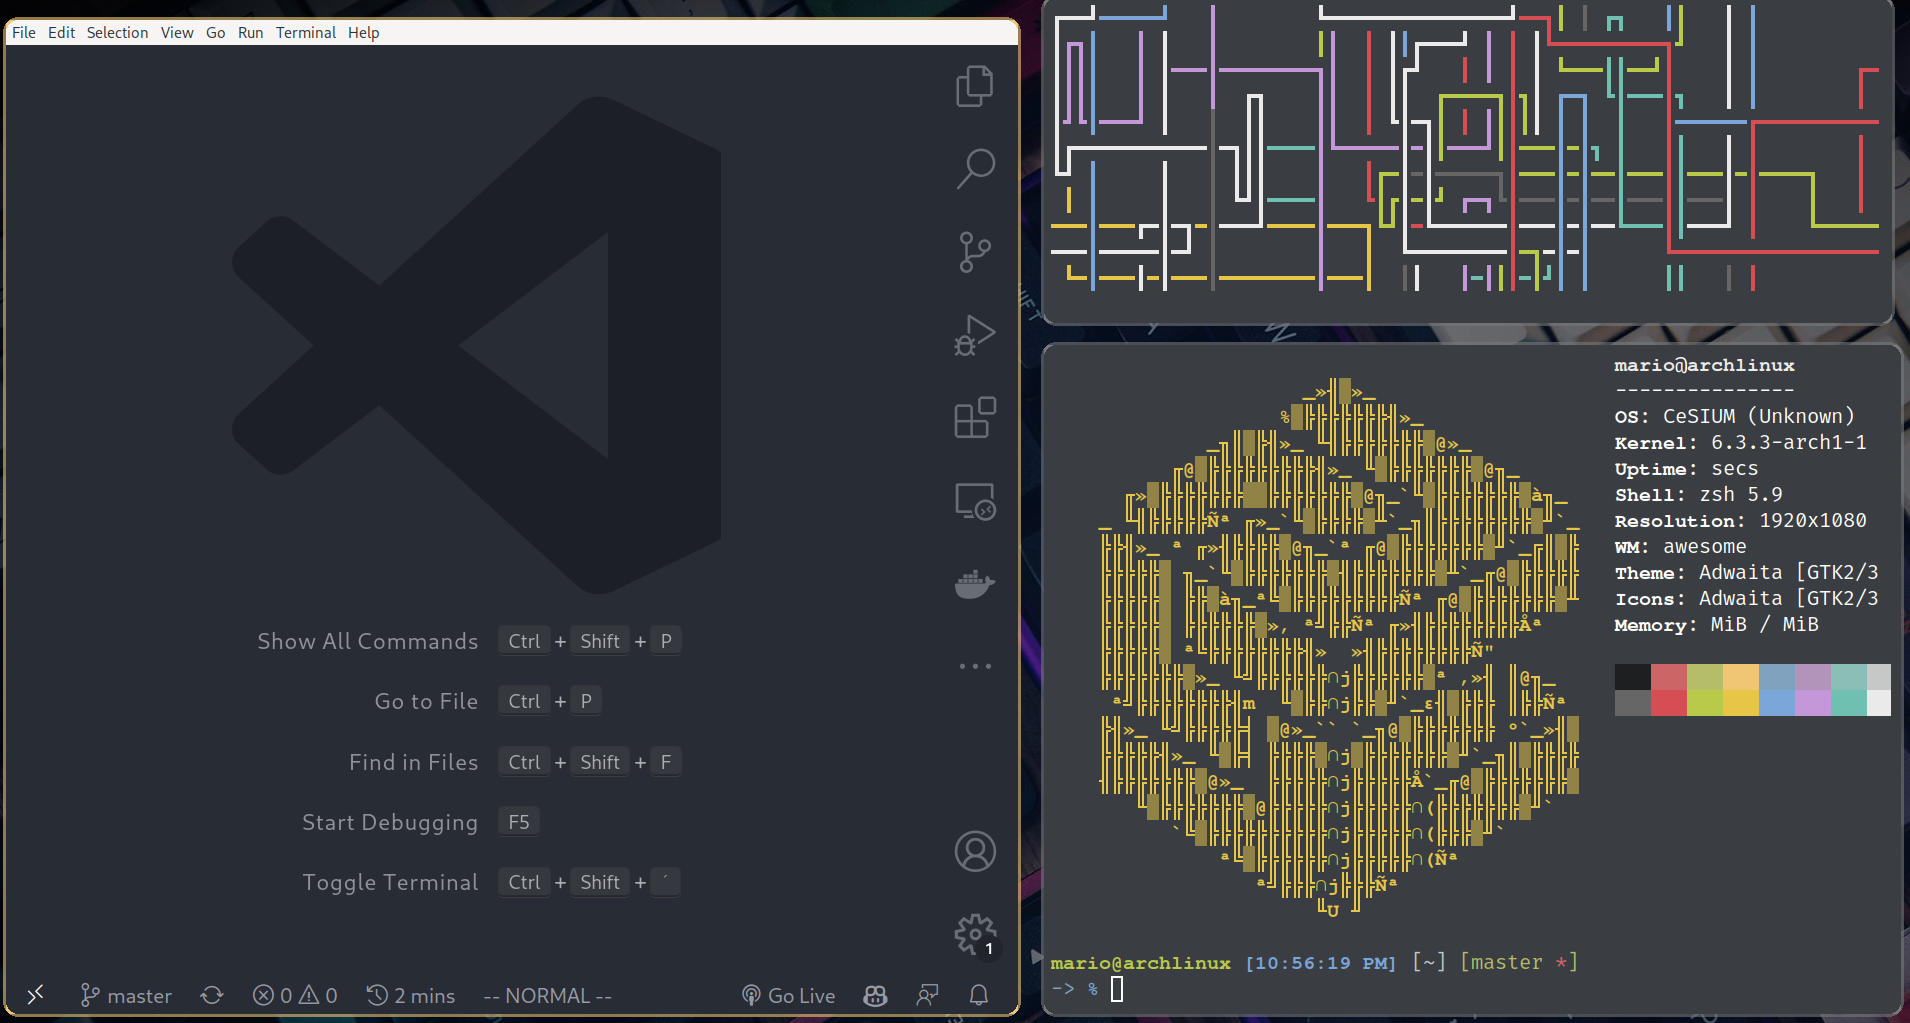 File Edit Selection View Go Run Terminal Help
Show All Commands Ctrl + Shift + P
Go to File Ctrl + P
Find in Files Ctrl + Shift + F
Start Debugging F5
Toggle Terminal Ctrl + Shift + ´
1
master 0 0 2 mins -- NORMAL -- Go Live
mario@archlinux
---------------
OS: CeSIUM (Unknown)
Kernel: 6.3.3-arch1-1
Uptime: secs
Shell: zsh 5.9
Resolution: 1920x1080
WM: awesome
Theme: Adwaita [GTK2/3
Icons: Adwaita [GTK2/3
Memory: MiB / MiB
mario@archlinux [10:56:19 PM] [~] [master *]
-> %